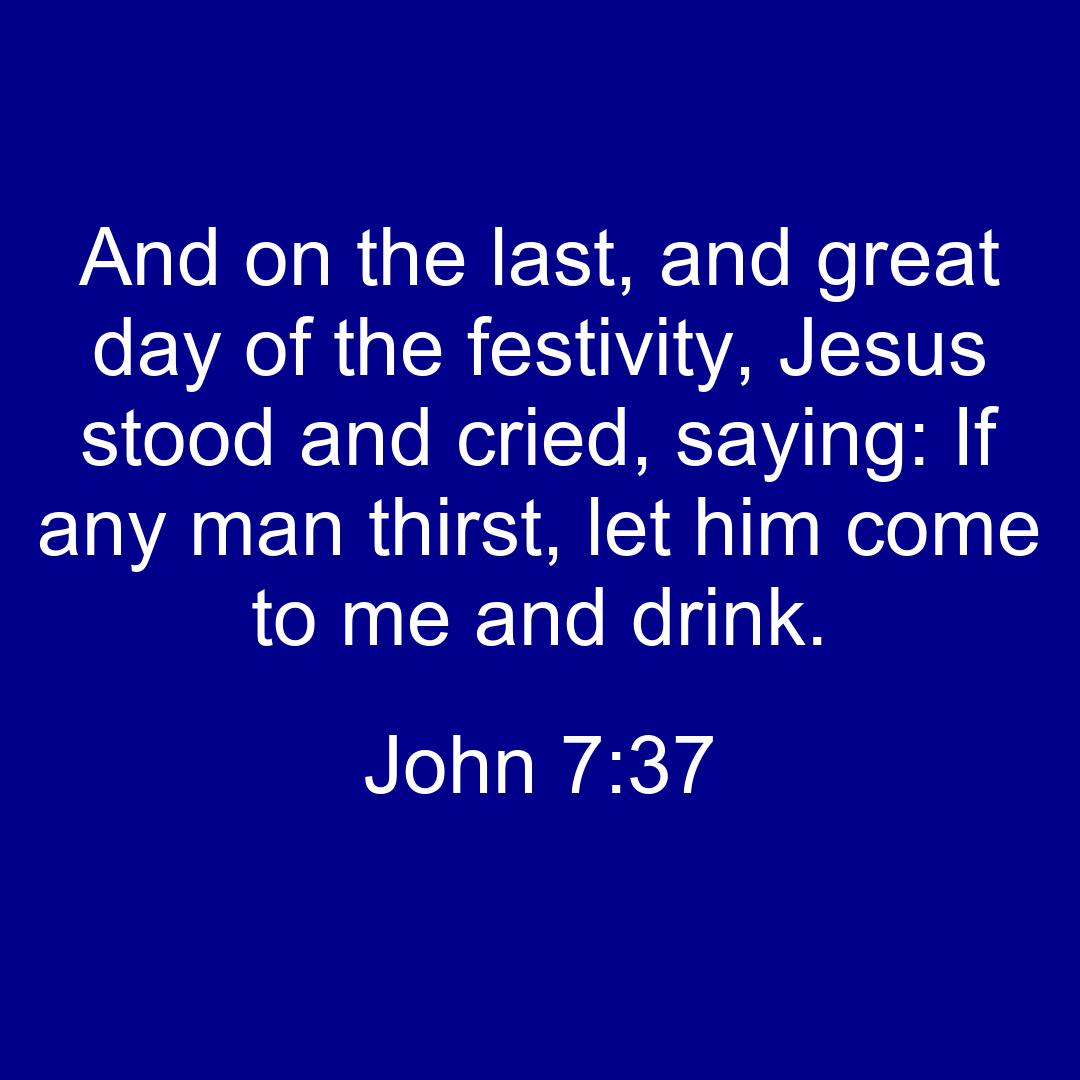 And on the last, and great
day of the festivity, Jesus
stood and cried, saying: If
any man thirst, let him come
to me and drink.
John 7:37